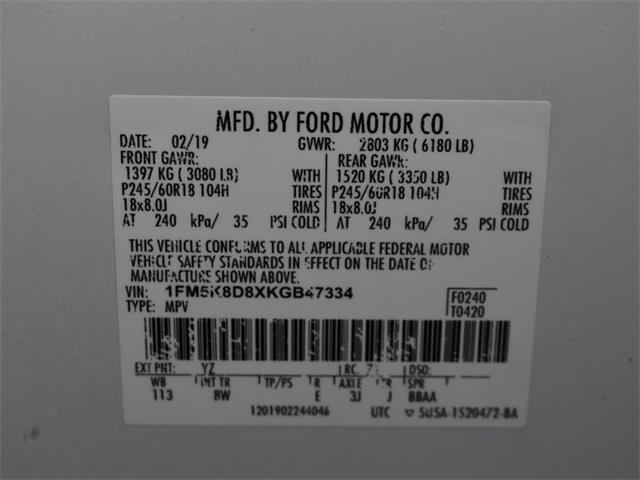 MFD. BY FORD MOTOR CO.
DATE: 02/19 GVWR: 2803 KG ( 6180 LB)
FRONT GAWR: REAR GAWR:
1397 KG ( 3080 LB) WITH 1520 KG ( 3350 LB) WITH
P245/60R18 104H TIRES P245/60R18 104H TIRES
18x8.0J RIMS 18x8.0J RIMS
AT 240 kPa/ 35 PSI COLD AT 240 kPa/ 35 PSI COLD
THIS VEHICLE CONFORMS TO ALL APPLICABLE FEDERAL MOTOR
VEHICLE SAFETY STANDARDS IN EFFECT ON THE DATE OF
MANUFACTURE SHOWN ABOVE.
VIN: 1FM5K8D8XKGB47334 F0240
TYPE: MPV T0420
EXT PNT: YZ RC: DSO:
WB INT TR TP/PS R AXLE TR SPR
113 RW E 3J J BBAA
1201902244046 UTC ▽ SU5A-1520472-BA